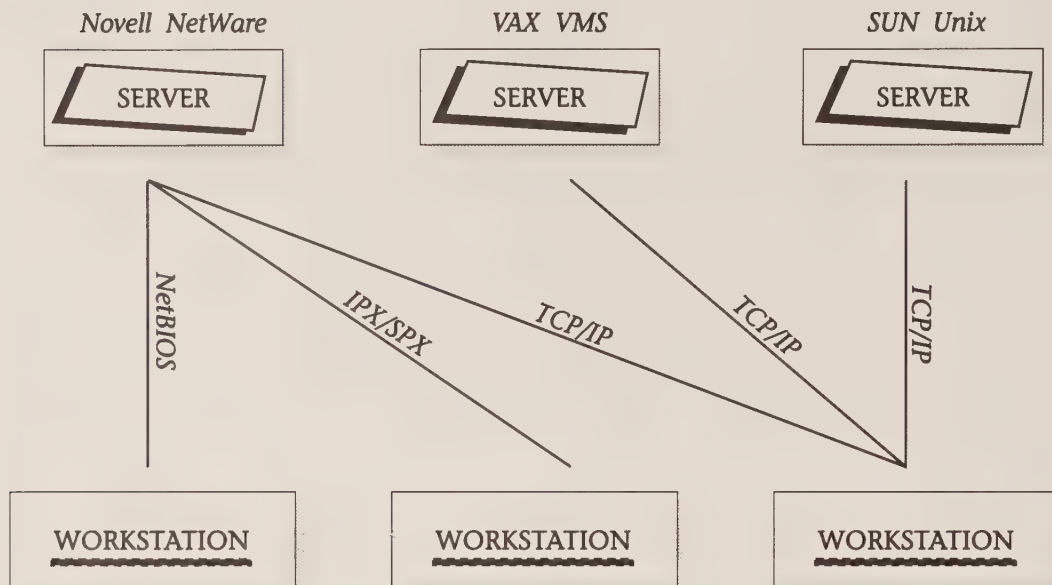 Novell NetWare
VAX VMS
SUN Unix
SERVER
SERVER
SERVER
NetBIOS
IPX/SPX
TCP/IP
TCP/IP
TCP/IP
WORKSTATION
WORKSTATION
WORKSTATION